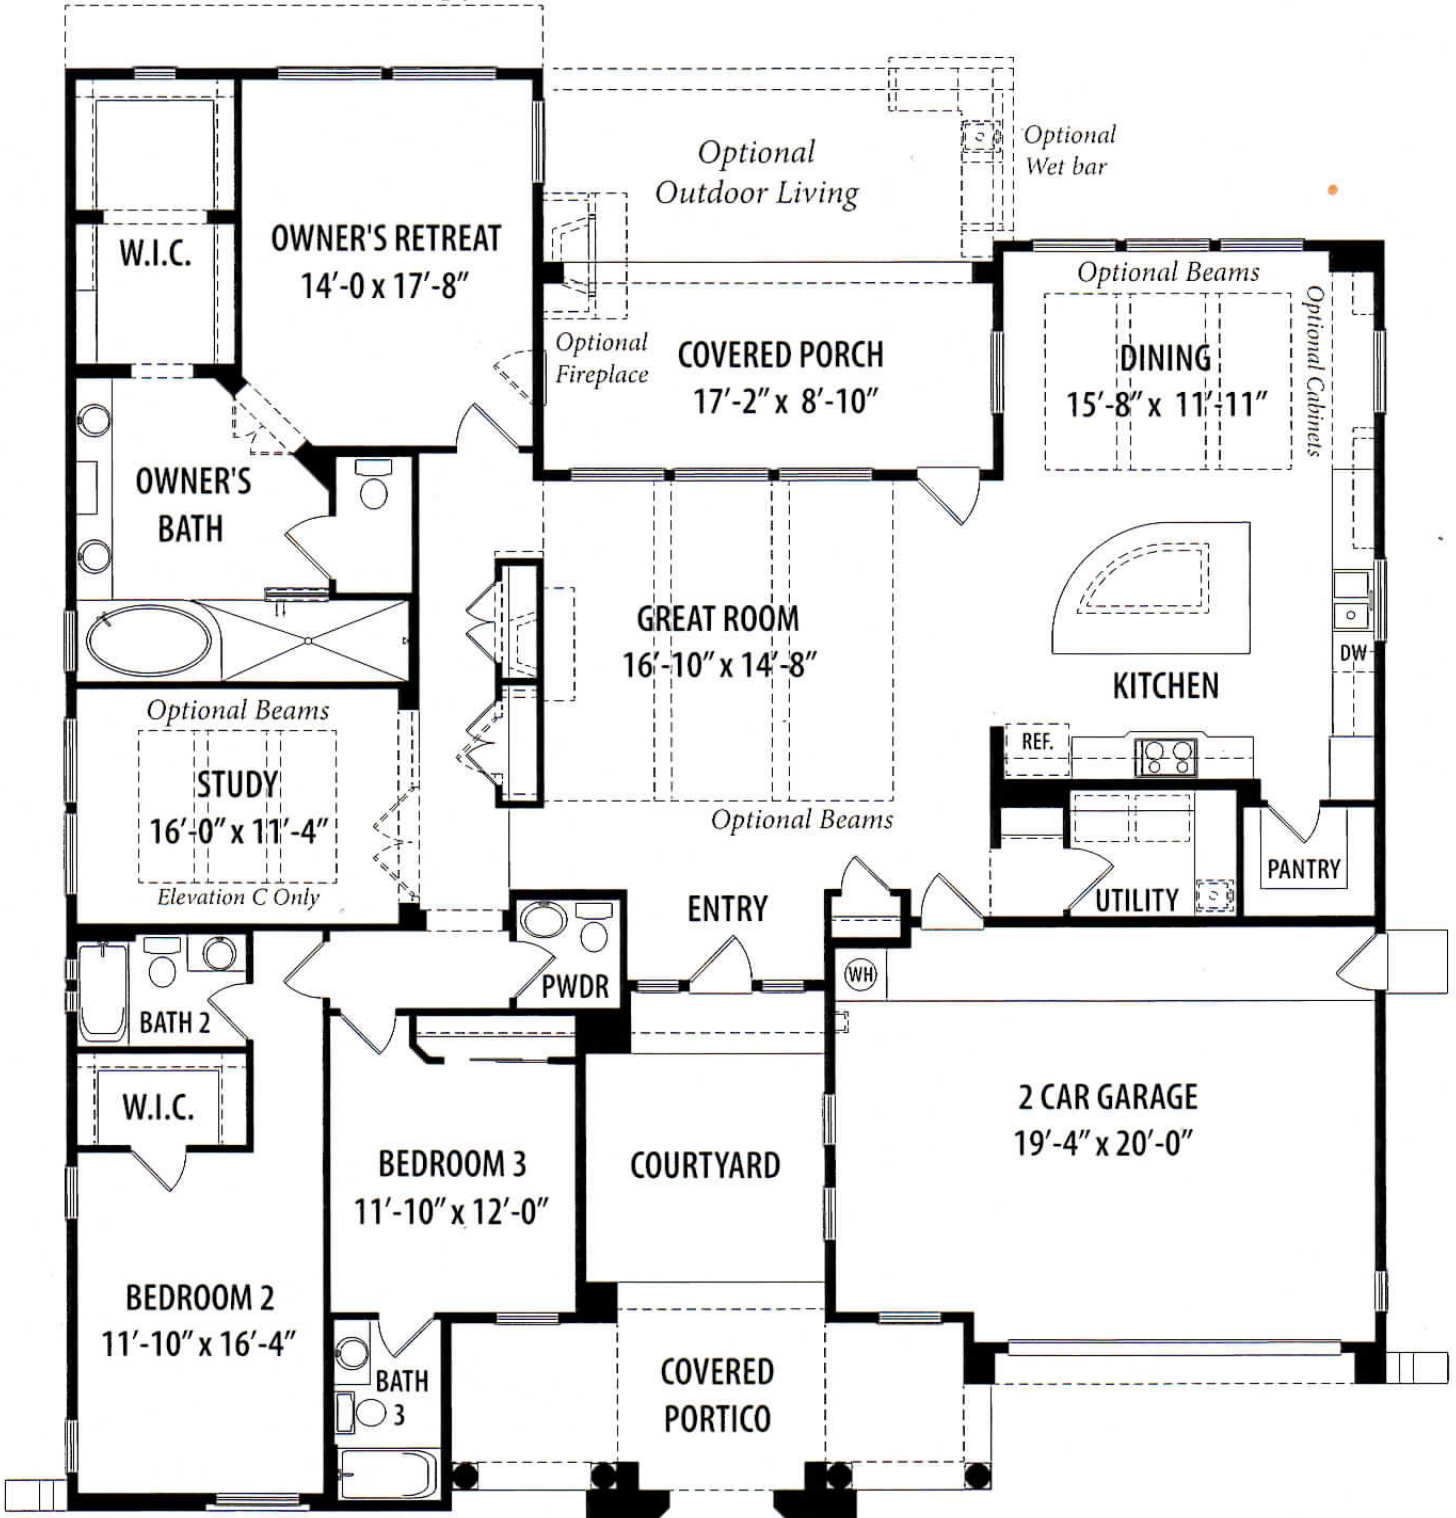 Optional
Outdoor Living
Optional
Wet bar
W.I.C.
OWNER'S RETREAT
14'-0 x 17'-8"
Optional
Fireplace
COVERED PORCH
17'-2" x 8'-10"
Optional Beams
DINING
15'-8" x 11'-11"
Optional Cabinets
OWNER'S
BATH
GREAT ROOM
16'-10" x 14'-8"
Optional Beams
KITCHEN
DW
REF.
Optional Beams
STUDY
16'-0" x 11'-4"
Elevation C Only
ENTRY
UTILITY
PANTRY
PWDR
WH
BATH 2
W.I.C.
BEDROOM 3
11'-10" x 12'-0"
COURTYARD
2 CAR GARAGE
19'-4" x 20'-0"
BEDROOM 2
11'-10" x 16'-4"
BATH
3
COVERED
PORTICO